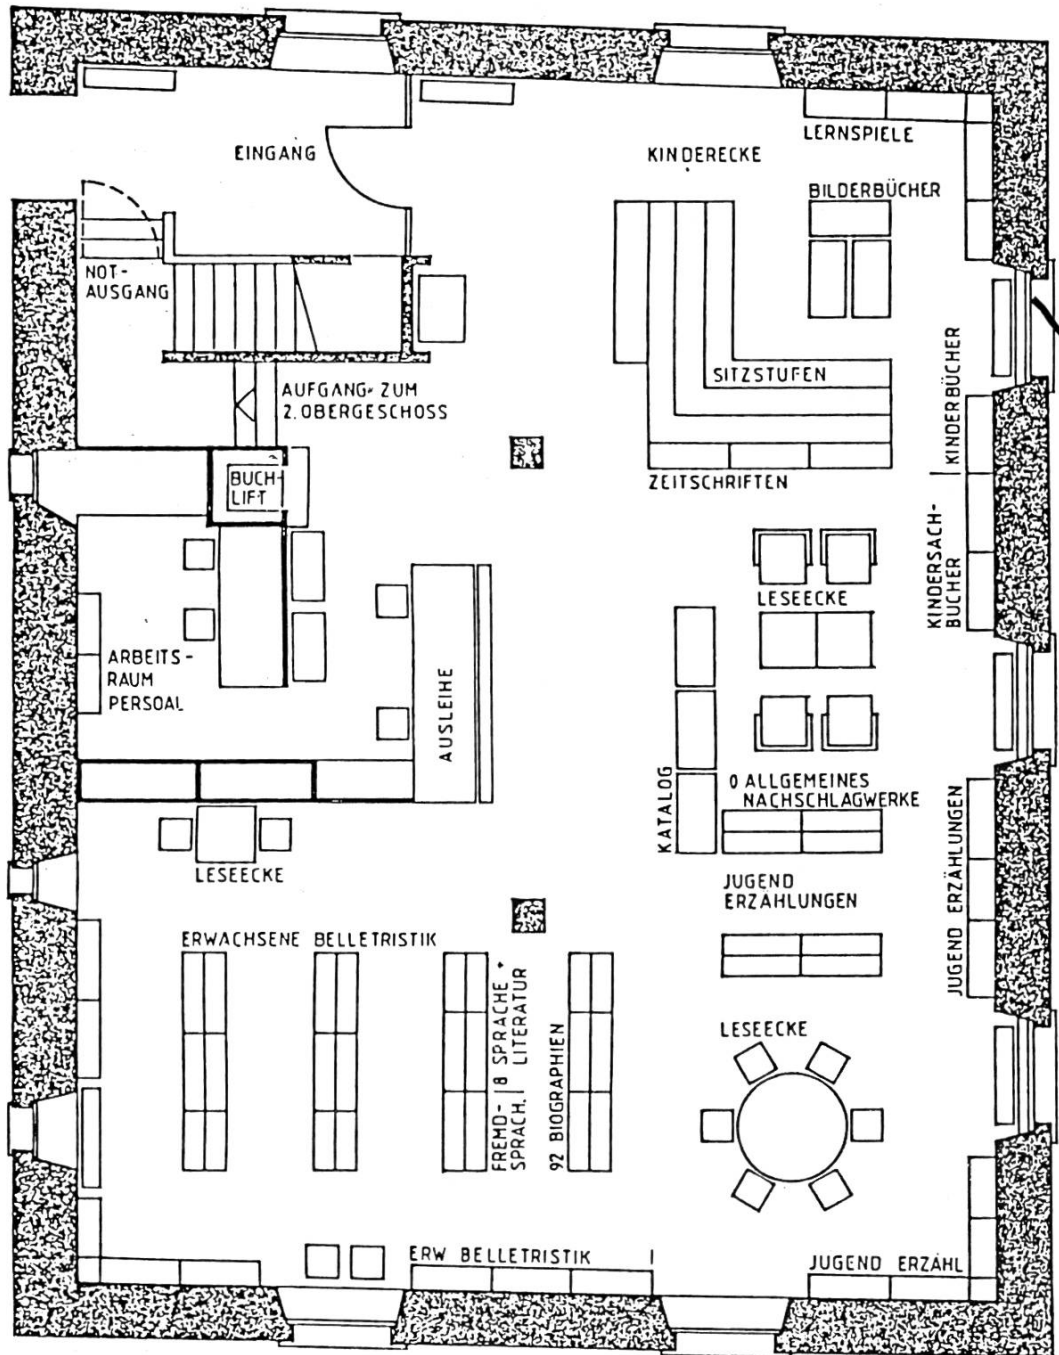 EINGANG
KINDERECKE
LERNSPIELE
BILDERBÜCHER
NOT-
AUSGANG
SITZSTUFEN
AUFGANG ZUM
2. OBERGESCHOSS
KINDERBÜCHER
BUCH-
LIFT
ZEITSCHRIFTEN
KINDERSACH-
BÜCHER
LESEECKE
ARBEITS-
RAUM
PERSOAL
AUSLEIHE
KATALOG
0 ALLGEMEINES
NACHSCHLAGWERKE
JUGEND ERZÄHLUNGEN
LESEECKE
JUGEND
ERZÄHLUNGEN
ERWACHSENE BELLETRISTIK
FREMD- | 8 SPRACHE +
SPRACH. | LITERATUR
92 BIOGRAPHIEN
LESEECKE
ERW BELLETRISTIK
JUGEND ERZÄHL